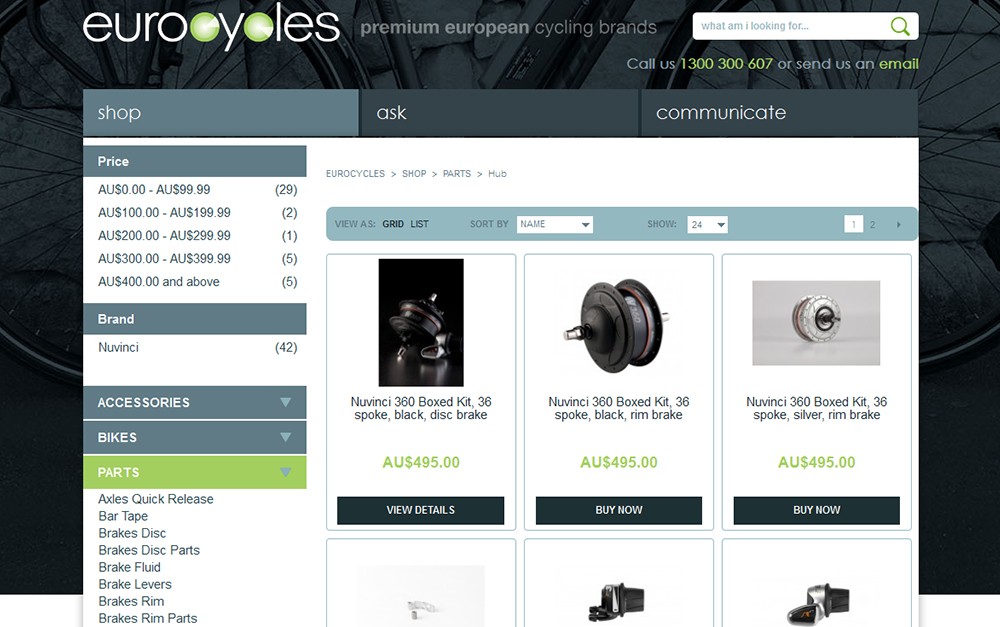 eurocycles
premium european cycling brands
what am i looking for...
Call us 1300 300 607 or send us an email
shop
ask
communicate
Price
AU$0.00 - AU$99.99 (29)
AU$100.00 - AU$199.99 (2)
AU$200.00 - AU$299.99 (1)
AU$300.00 - AU$399.99 (5)
AU$400.00 and above (5)
Brand
Nuvinci (42)
ACCESSORIES
BIKES
PARTS
Axles Quick Release
Bar Tape
Brakes Disc
Brakes Disc Parts
Brake Fluid
Brake Levers
Brakes Rim
Brakes Rim Parts
EUROCYCLES > SHOP > PARTS > Hub
VIEW AS: GRID LIST SORT BY NAME SHOW: 24 1 2
Nuvinci 360 Boxed Kit, 36
spoke, black, disc brake
AU$495.00
VIEW DETAILS
Nuvinci 360 Boxed Kit, 36
spoke, black, rim brake
AU$495.00
BUY NOW
Nuvinci 360 Boxed Kit, 36
spoke, silver, rim brake
AU$495.00
BUY NOW